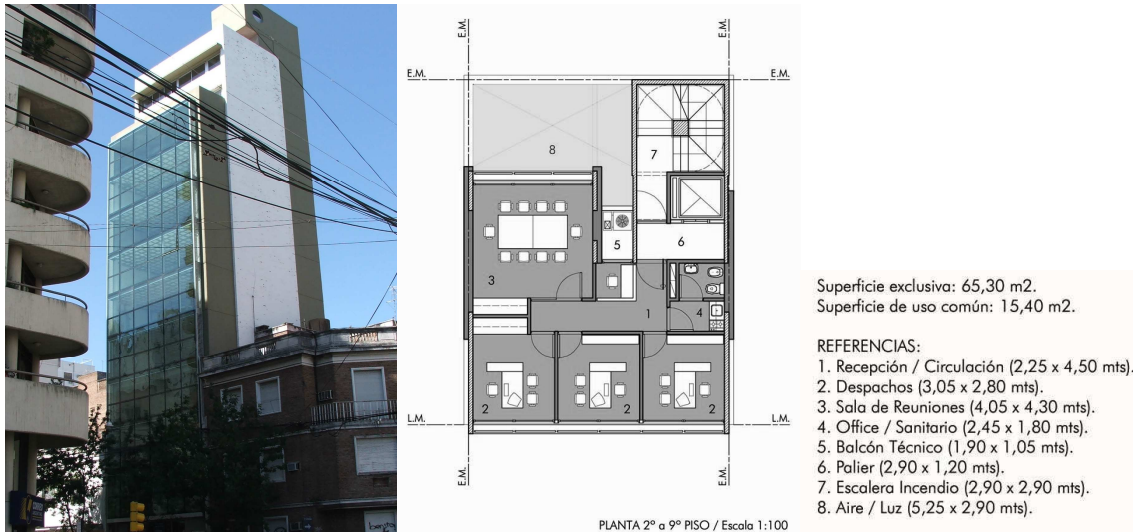 E.M.
E.M.
E.M.
E.M.
8
7
5
6
3
1
4
2
2
2
L.M.
L.M.
E.M.
E.M.
PLANTA 2º a 9º PISO / Escala 1:100
Superficie exclusiva: 65,30 m2.
Superficie de uso común: 15,40 m2.
REFERENCIAS:
1. Recepción / Circulación (2,25 x 4,50 mts).
2. Despachos (3,05 x 2,80 mts).
3. Sala de Reuniones (4,05 x 4,30 mts).
4. Office / Sanitario (2,45 x 1,80 mts).
5. Balcón Técnico (1,90 x 1,05 mts).
6. Palier (2,90 x 1,20 mts).
7. Escalera Incendio (2,90 x 2,90 mts).
8. Aire / Luz (5,25 x 2,90 mts).